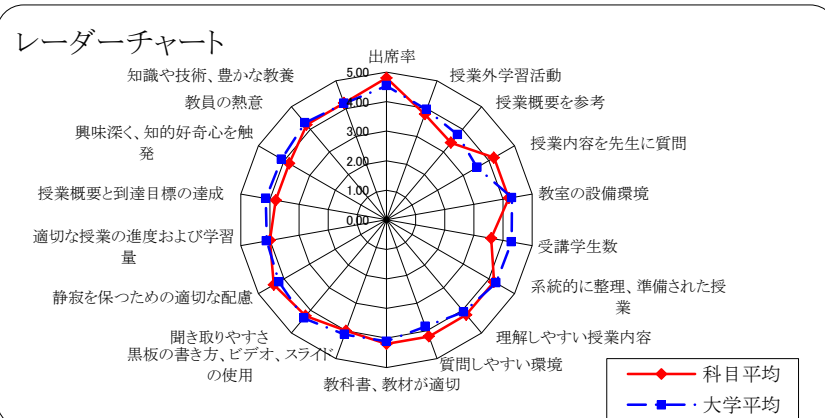 レーダーチャート
出席率
授業外学習活動
授業概要を参考
授業内容を先生に質問
教室の設備環境
受講学生数
系統的に整理、準備された授
業
理解しやすい授業内容
質問しやすい環境
教科書、教材が適切
黒板の書き方、ビデオ、スライド
の使用
聞き取りやすさ
静寂を保つための適切な配慮
適切な授業の進度および学習
量
授業概要と到達目標の達成
興味深く、知的好奇心を触
発
教員の熱意
知識や技術、豊かな教養
5.00
4.00
3.00
2.00
1.00
0.00
科目平均
大学平均